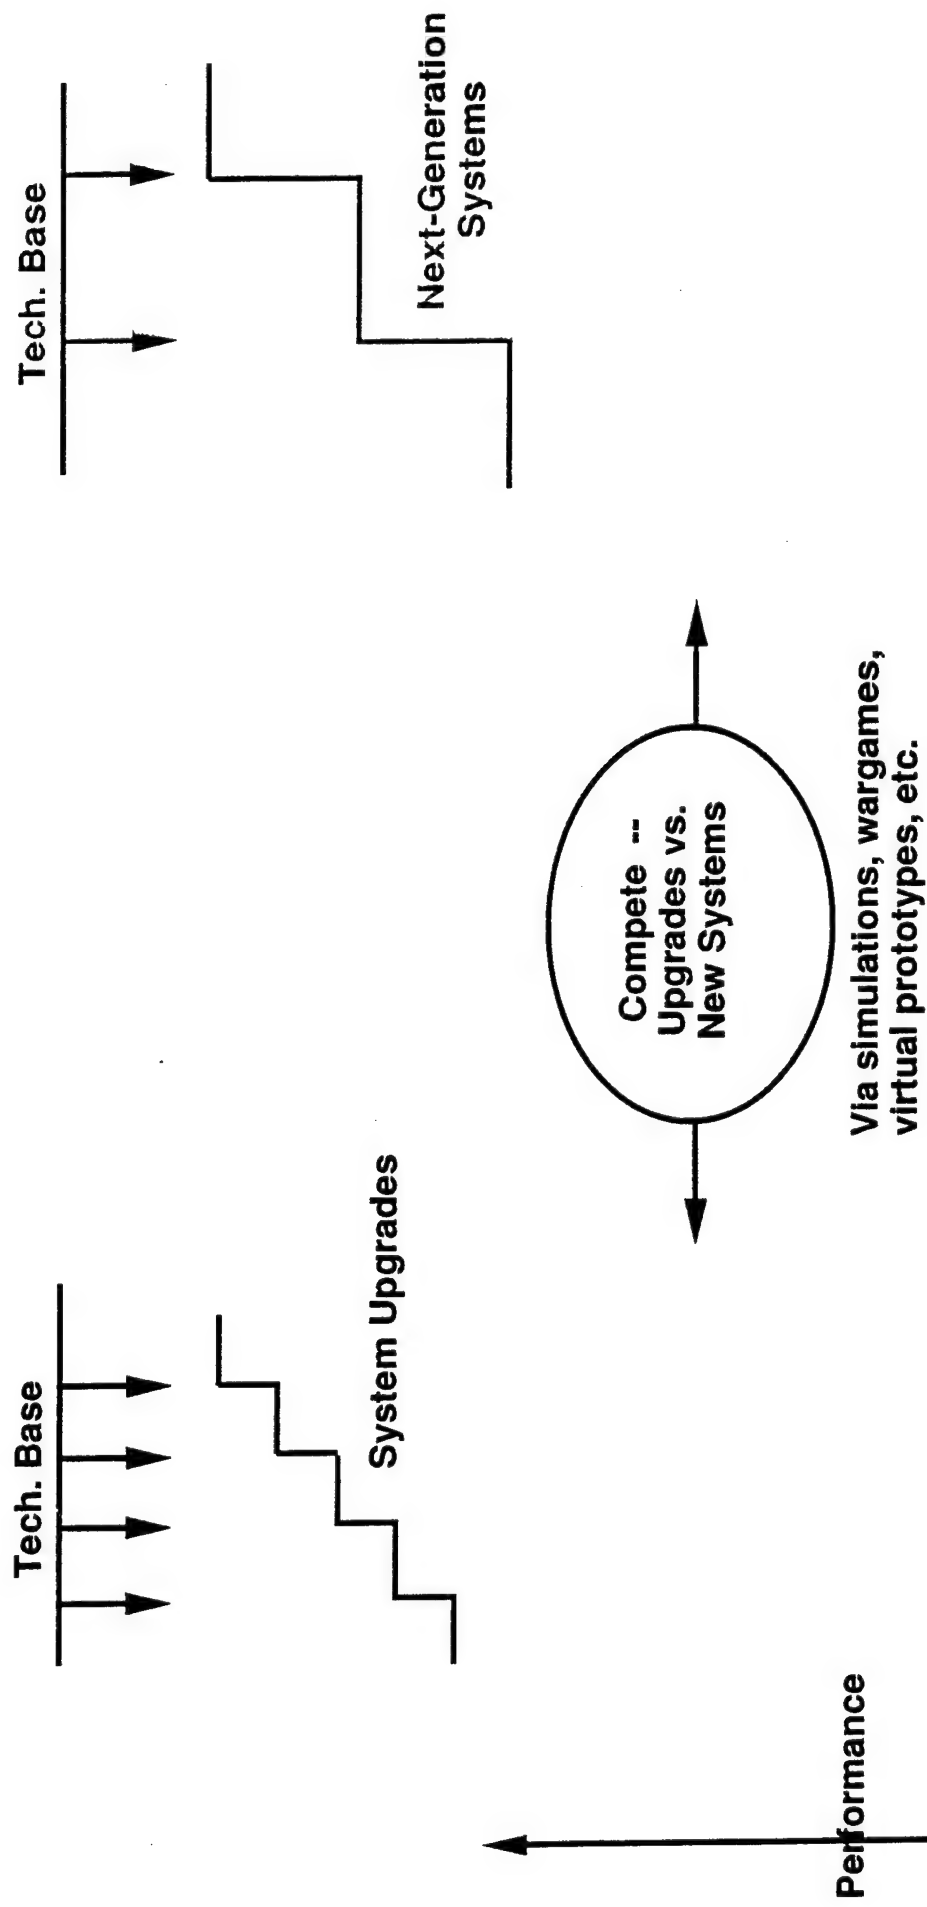 Tech. Base
System Upgrades
Tech. Base
Next-Generation
Systems
Compete --
Upgrades vs.
New Systems
Via simulations, wargames,
virtual prototypes, etc.
Performance